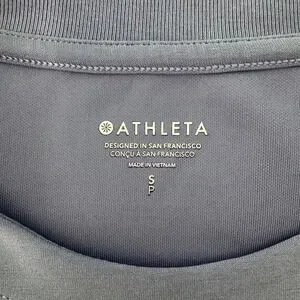 ATHLETA
DESIGNED IN SAN FRANCISCO
CONÇU À SAN FRANCISCO
MADE IN VIETNAM
S
P